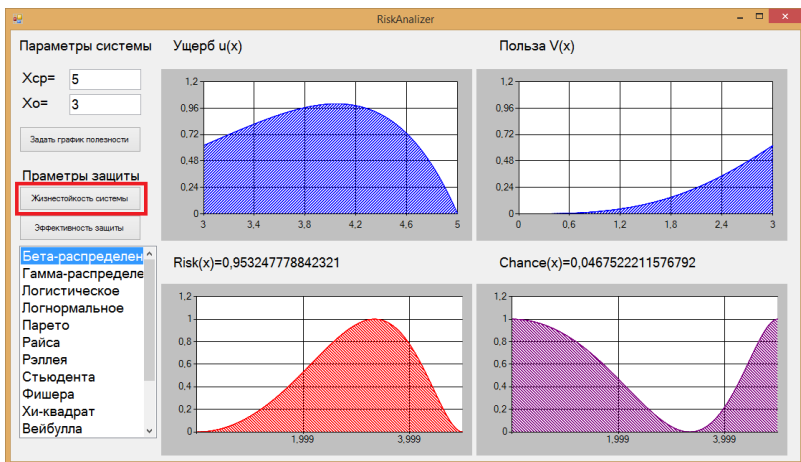 RiskAnalizer
Параметры системы
Xcp= 5
Xo= 3
Задать график полезности
Праметры защиты
Жизнестойкость системы
Эффективность защиты
Бета-распределен
Гамма-распределе
Логистическое
Логнормальное
Парето
Райса
Рэллея
Стьюдента
Фишера
Хи-квадрат
Вейбулла
Ущерб u(x)
1,2
0,96
0,72
0,48
0,24
0
3 3,4 3,8 4,2 4,6 5
Польза V(x)
1,2
0,96
0,72
0,48
0,24
0
0 0,6 1,2 1,8 2,4 3
Risk(x)=0,953247778842321
1,2
1
0,8
0,6
0,4
0,2
0
1,999 3,999
Chance(x)=0,0467522211576792
1,2
1
0,8
0,6
0,4
0,2
0
1,999 3,999